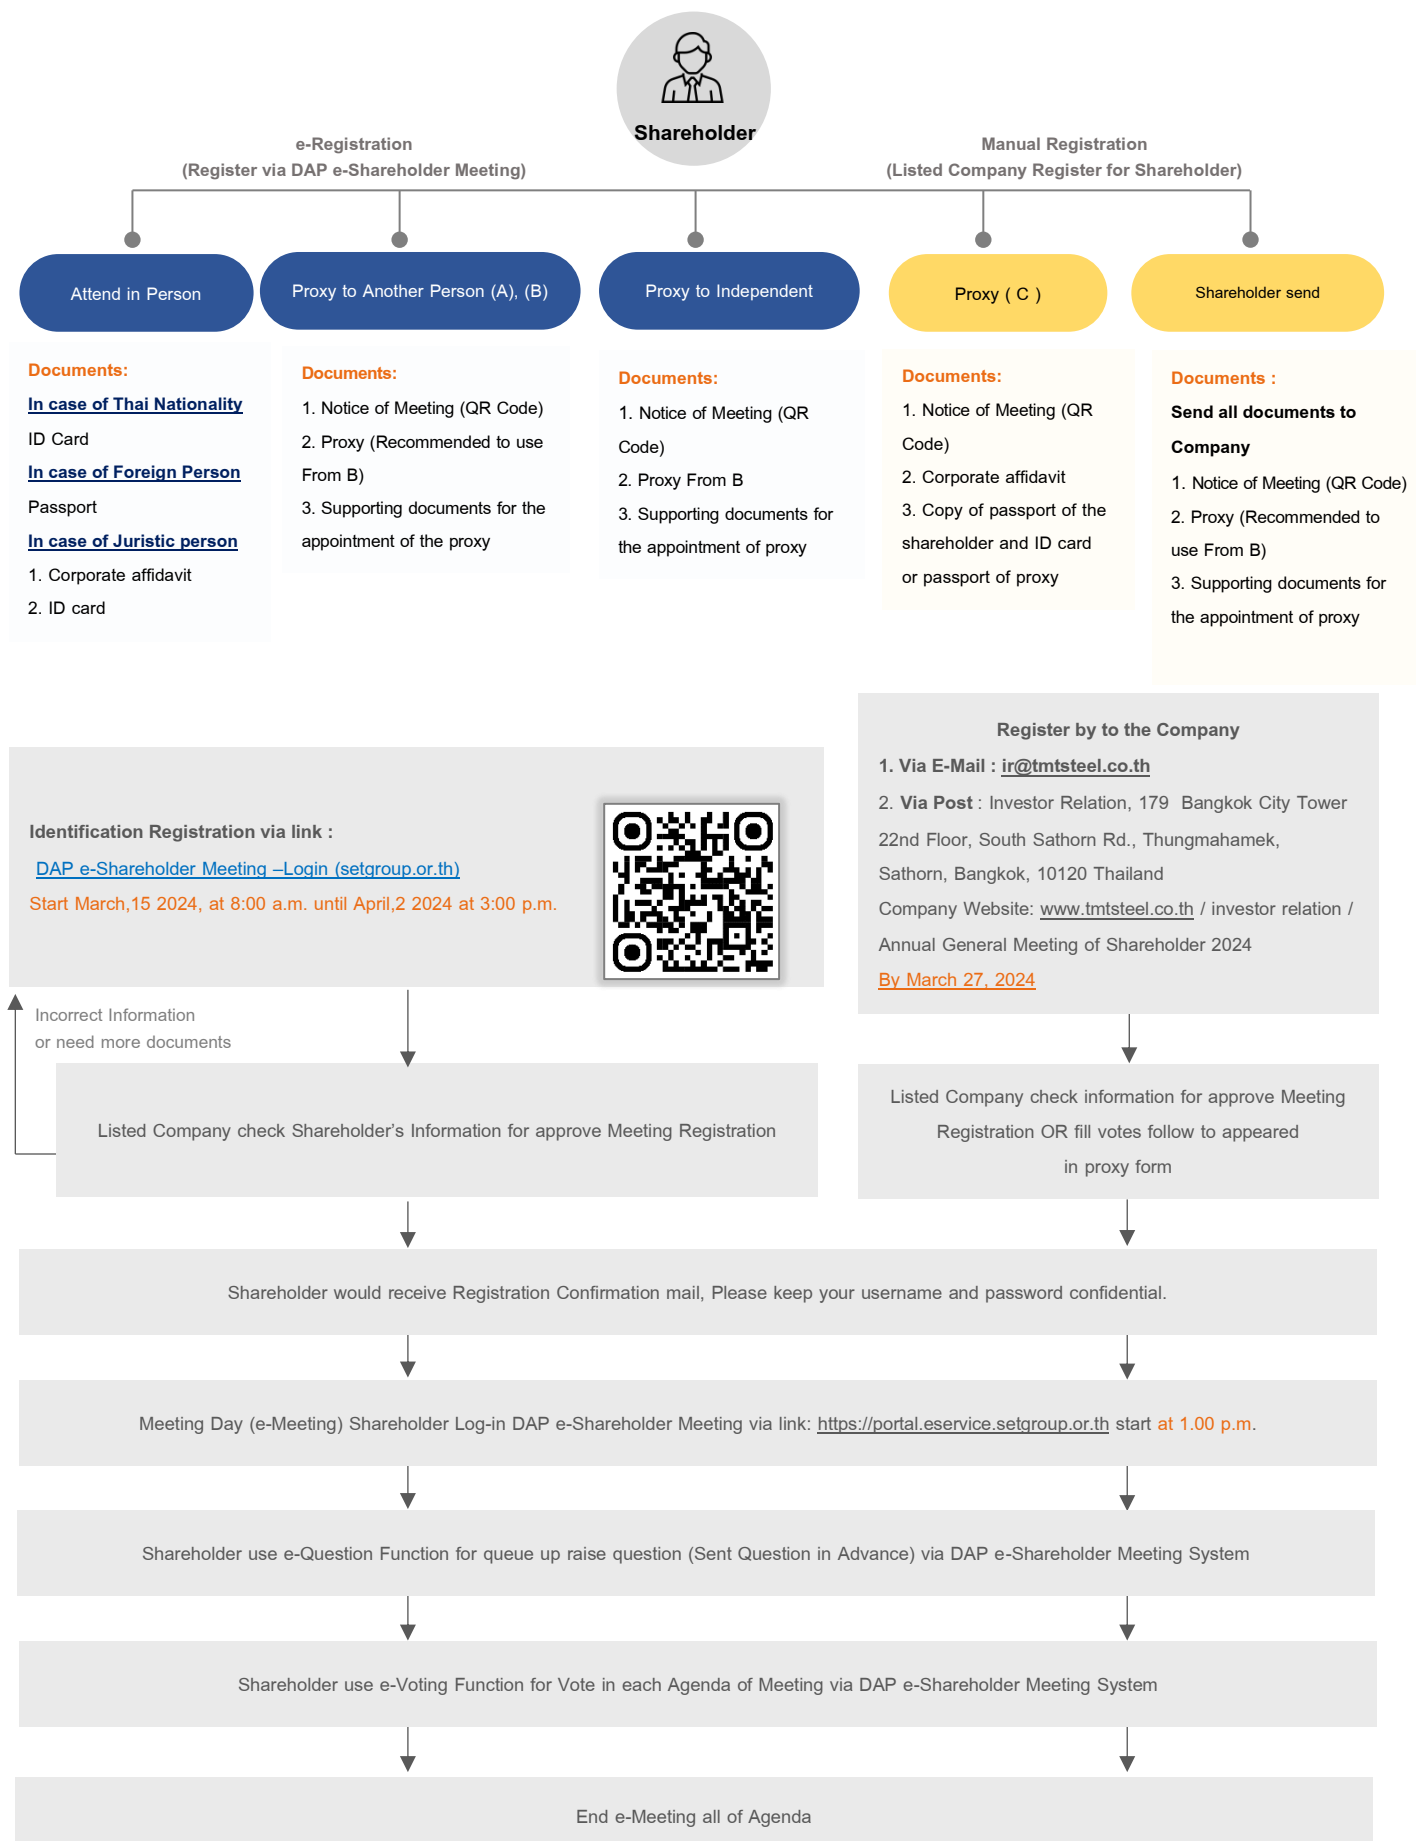 Shareholder
e-Registration
(Register via DAP e-Shareholder Meeting)
Manual Registration
(Listed Company Register for Shareholder)
Attend in Person
Proxy to Another Person (A), (B)
Proxy to Independent
Proxy ( C )
Shareholder send
Documents:
In case of Thai Nationality
ID Card
In case of Foreign Person
Passport
In case of Juristic person
1. Corporate affidavit
2. ID card
Documents:
1. Notice of Meeting (QR Code)
2. Proxy (Recommended to use
From B)
3. Supporting documents for the
appointment of the proxy
Documents:
1. Notice of Meeting (QR
Code)
2. Proxy From B
3. Supporting documents for
the appointment of proxy
Documents:
1. Notice of Meeting (QR
Code)
2. Corporate affidavit
3. Copy of passport of the
shareholder and ID card
or passport of proxy
Documents :
Send all documents to
Company
1. Notice of Meeting (QR Code)
2. Proxy (Recommended to
use From B)
3. Supporting documents for
the appointment of proxy
Identification Registration via link :
DAP e-Shareholder Meeting –Login (setgroup.or.th)
Start March,15 2024, at 8:00 a.m. until April,2 2024 at 3:00 p.m.
Register by to the Company
1. Via E-Mail : ir@tmtsteel.co.th
2. Via Post : Investor Relation, 179 Bangkok City Tower
22nd Floor, South Sathorn Rd., Thungmahamek,
Sathorn, Bangkok, 10120 Thailand
Company Website: www.tmtsteel.co.th / investor relation /
Annual General Meeting of Shareholder 2024
By March 27, 2024
Incorrect Information
or need more documents
Listed Company check Shareholder’s Information for approve Meeting Registration
Listed Company check information for approve Meeting
Registration OR fill votes follow to appeared
in proxy form
Shareholder would receive Registration Confirmation mail, Please keep your username and password confidential.
Meeting Day (e-Meeting) Shareholder Log-in DAP e-Shareholder Meeting via link: https://portal.eservice.setgroup.or.th start at 1.00 p.m.
Shareholder use e-Question Function for queue up raise question (Sent Question in Advance) via DAP e-Shareholder Meeting System
Shareholder use e-Voting Function for Vote in each Agenda of Meeting via DAP e-Shareholder Meeting System
End e-Meeting all of Agenda